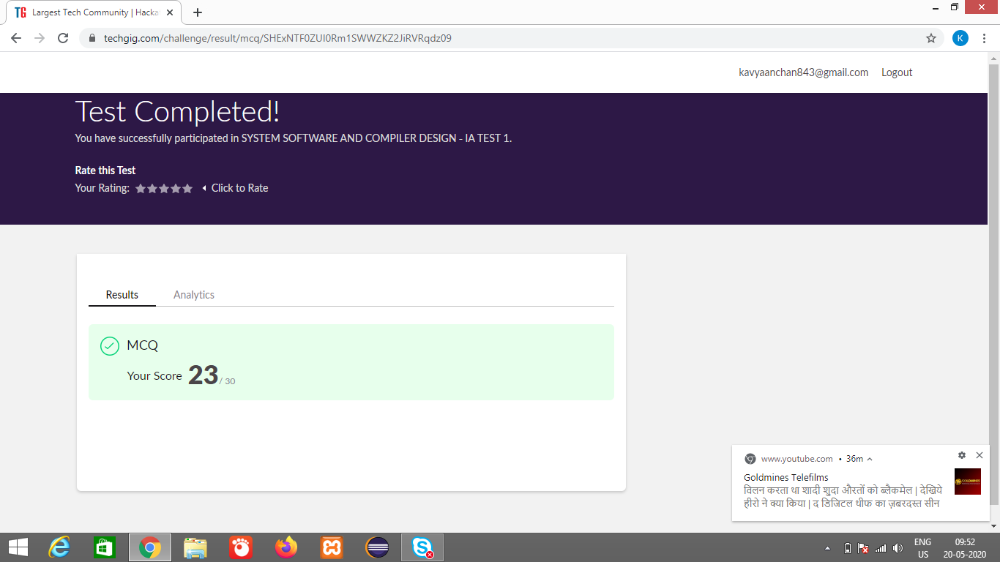 TG Largest Tech Community | Hacka
techgig.com/challenge/result/mcq/SHExNTF0ZUl0Rm1SWWZKZ2JiRVRqdz09
K
kavyaanchan843@gmail.com Logout
Test Completed!
You have successfully participated in SYSTEM SOFTWARE AND COMPILER DESIGN - IA TEST 1.
Rate this Test
Your Rating: Click to Rate
Results Analytics
MCQ
Your Score 23 / 30
www.youtube.com • 36m
Goldmines Telefilms
GOLDMINES
विलन करता था शादी शुदा औरतों को ब्लैकमेल | देखिये
हीरो ने क्या किया | द डिजिटल थीफ का ज़बरदस्त सीन
ENG 09:52
US 20-05-2020